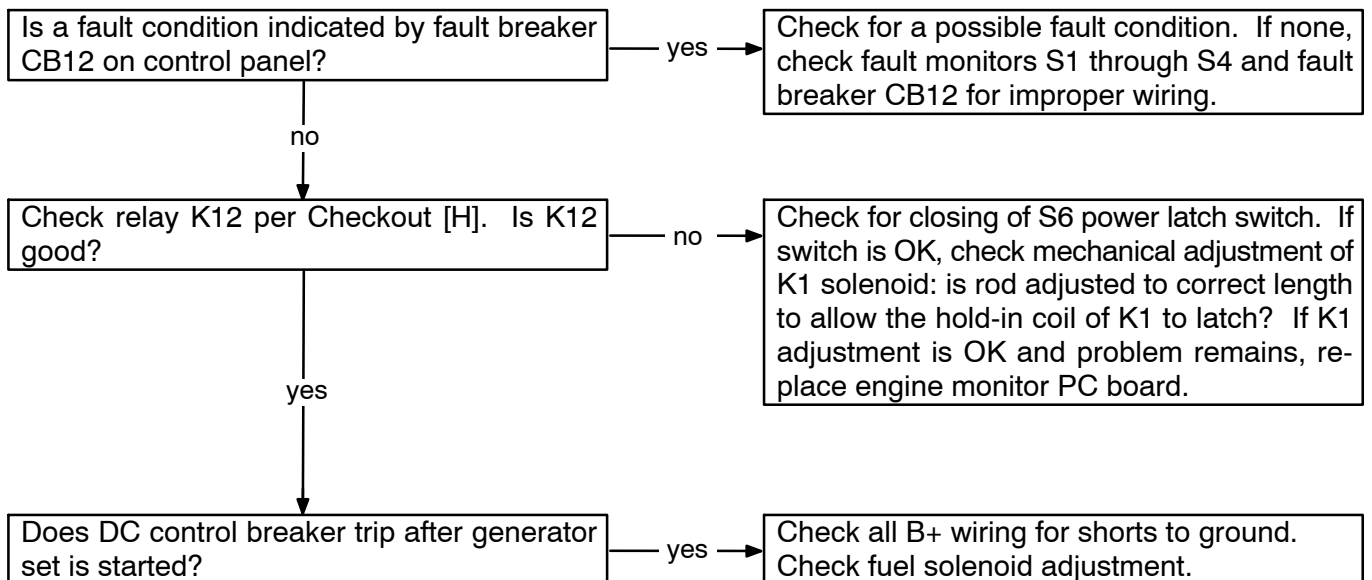 Is a fault condition indicated by fault breaker
CB12 on control panel?
yes
Check for a possible fault condition. If none,
check fault monitors S1 through S4 and fault
breaker CB12 for improper wiring.
no
Check relay K12 per Checkout [H]. Is K12
good?
no
Check for closing of S6 power latch switch. If
switch is OK, check mechanical adjustment of
K1 solenoid: is rod adjusted to correct length
to allow the hold-in coil of K1 to latch? If K1
adjustment is OK and problem remains, re-
place engine monitor PC board.
yes
Does DC control breaker trip after generator
set is started?
yes
Check all B+ wiring for shorts to ground.
Check fuel solenoid adjustment.